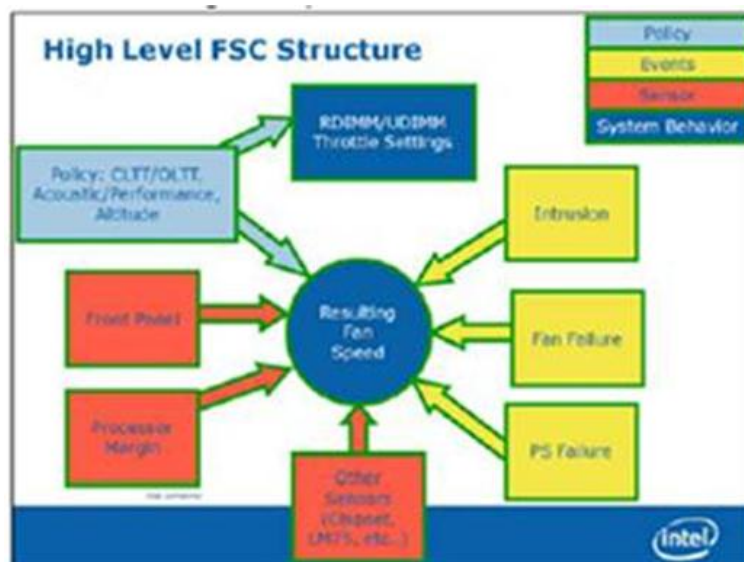 High Level FSC Structure
Policy
Events
Sensor
System Behavior
RDIMM/UDIMM
Throttle Settings
Policy: CLTT/OLTT,
Acoustic/Performance,
Altitude
Intrusion
Front Panel
Resulting
Fan
Speed
Fan Failure
Processor
Margin
PS Failure
Other
Sensors
(Chipset,
LM75, etc..)
intel